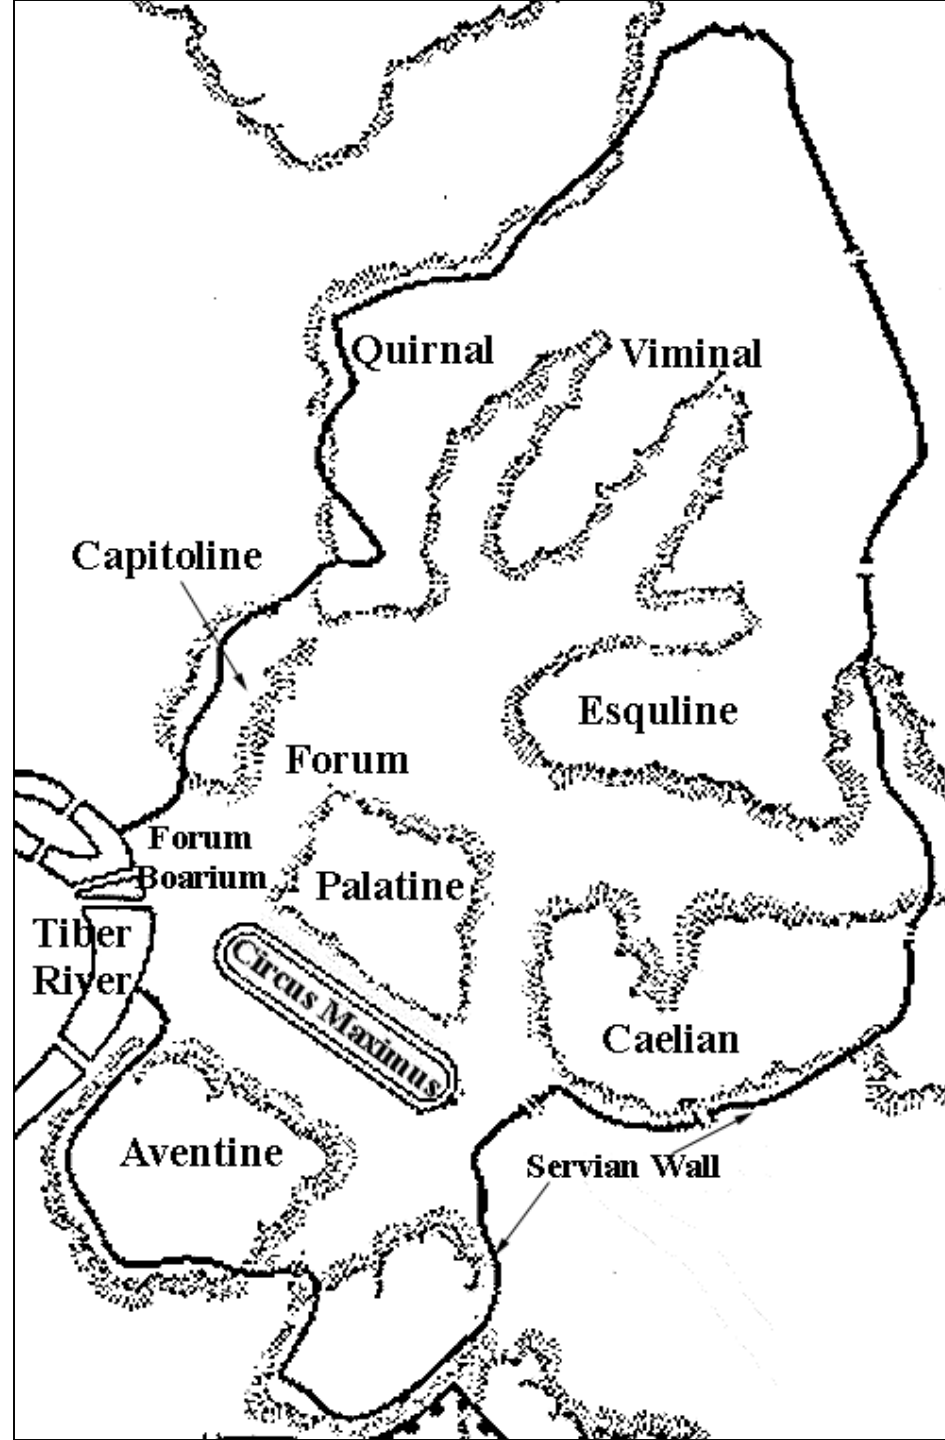 Quirnal
Viminal
Capitoline
Esquline
Forum
Forum
Boarium
Palatine
Tiber
River
Circus Maximus
Caelian
Aventine
Servian Wall